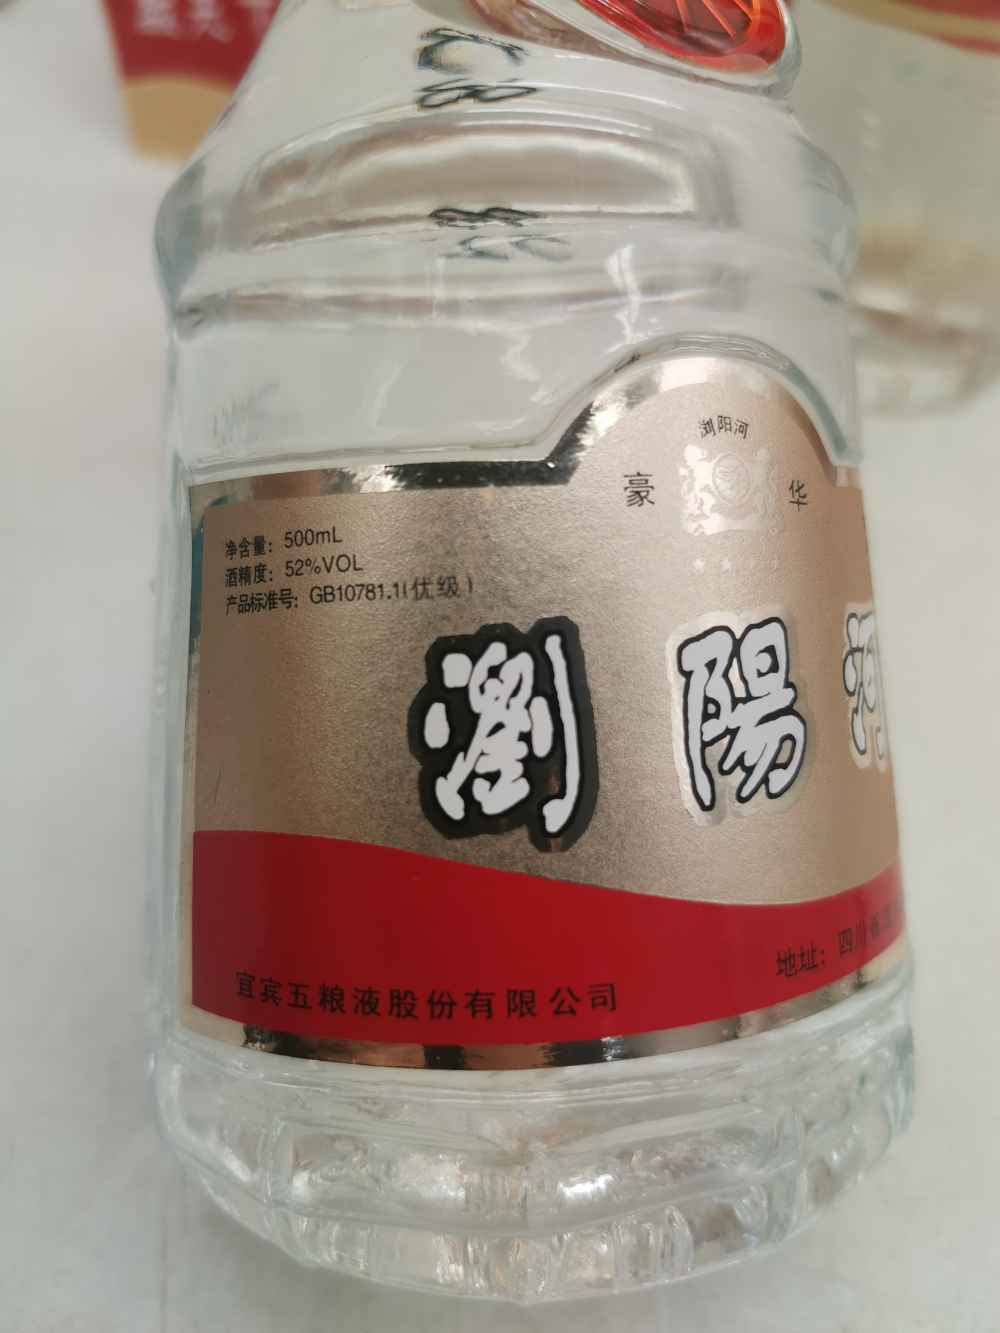 浏阳河
豪 华
净含量：500mL
酒精度：52%VOL
产品标准号：GB10781.1(优级)
瀏陽河
宜宾五粮液股份有限公司
地址：四川省